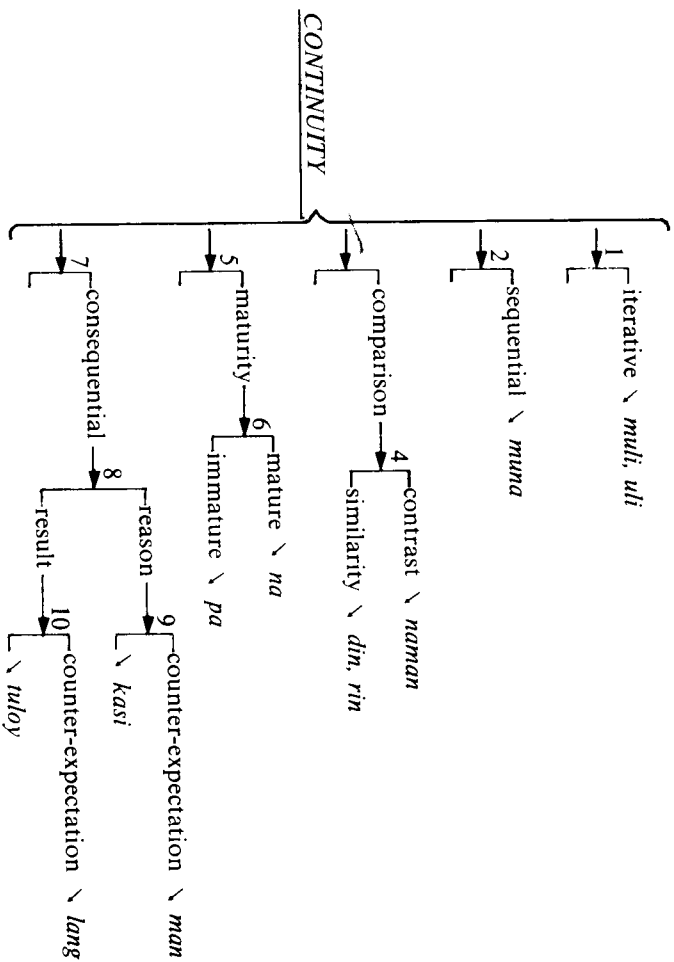 CONTINUITY
1
iterative ↘ muli, uli
2
sequential ↘ muna
comparison
4
contrast ↘ naman
similarity ↘ din, rin
5
maturity
6
mature ↘ na
immature ↘ pa
7
consequential
8
reason
9
counter-expectation ↘ man
↘ kasi
result
10
counter-expectation ↘ lang
↘ tuloy